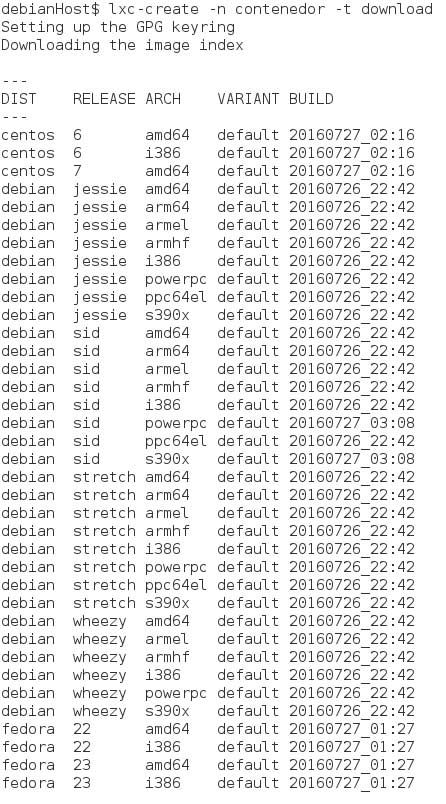 debianHost$ lxc-create -n contenedor -t download
Setting up the GPG keyring
Downloading the image index
---
DIST RELEASE ARCH VARIANT BUILD
---
centos 6 amd64 default 20160727_02:16
centos 6 i386 default 20160727_02:16
centos 7 amd64 default 20160727_02:16
debian jessie amd64 default 20160726_22:42
debian jessie arm64 default 20160726_22:42
debian jessie armel default 20160726_22:42
debian jessie armhf default 20160726_22:42
debian jessie i386 default 20160726_22:42
debian jessie powerpc default 20160726_22:42
debian jessie ppc64el default 20160726_22:42
debian jessie s390x default 20160726_22:42
debian sid amd64 default 20160726_22:42
debian sid arm64 default 20160726_22:42
debian sid armel default 20160726_22:42
debian sid armhf default 20160726_22:42
debian sid i386 default 20160726_22:42
debian sid powerpc default 20160727_03:08
debian sid ppc64el default 20160726_22:42
debian sid s390x default 20160727_03:08
debian stretch amd64 default 20160726_22:42
debian stretch arm64 default 20160726_22:42
debian stretch armel default 20160726_22:42
debian stretch armhf default 20160726_22:42
debian stretch i386 default 20160726_22:42
debian stretch powerpc default 20160726_22:42
debian stretch ppc64el default 20160726_22:42
debian stretch s390x default 20160726_22:42
debian wheezy amd64 default 20160726_22:42
debian wheezy armel default 20160726_22:42
debian wheezy armhf default 20160726_22:42
debian wheezy i386 default 20160726_22:42
debian wheezy powerpc default 20160726_22:42
debian wheezy s390x default 20160726_22:42
fedora 22 amd64 default 20160727_01:27
fedora 22 i386 default 20160727_01:27
fedora 23 amd64 default 20160727_01:27
fedora 23 i386 default 20160727_01:27